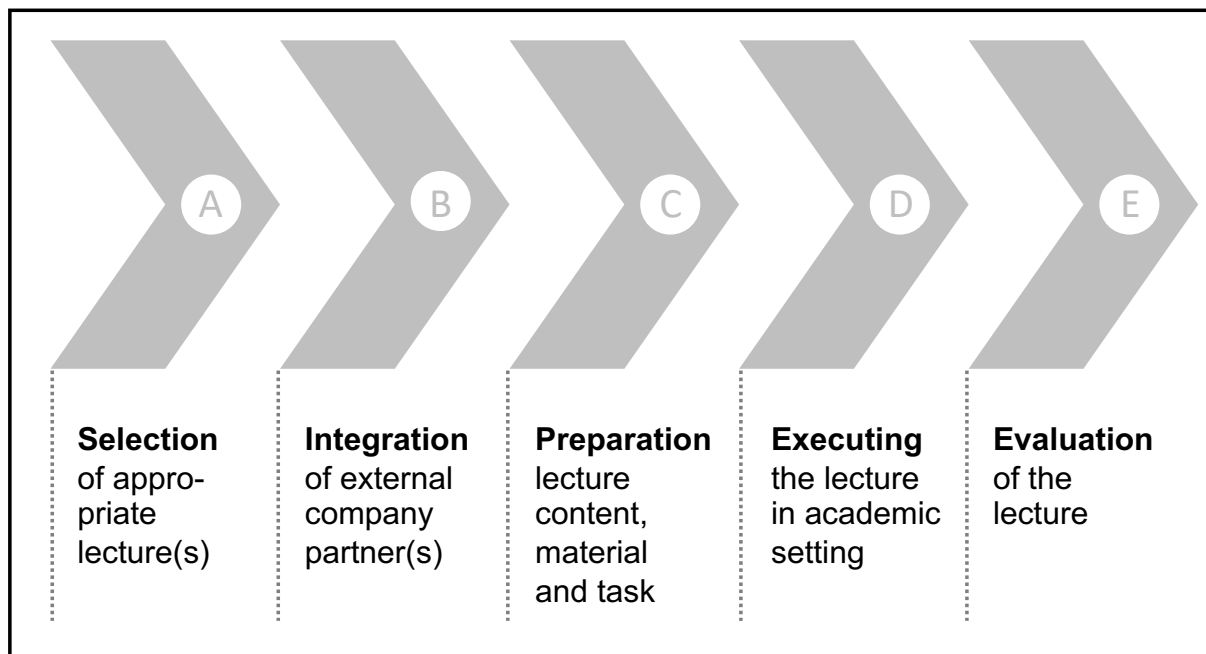 A
B
C
D
E
Selection
of appro-
priate
lecture(s)
Integration
of external
company
partner(s)
Preparation
lecture
content,
material
and task
Executing
the lecture
in academic
setting
Evaluation
of the
lecture